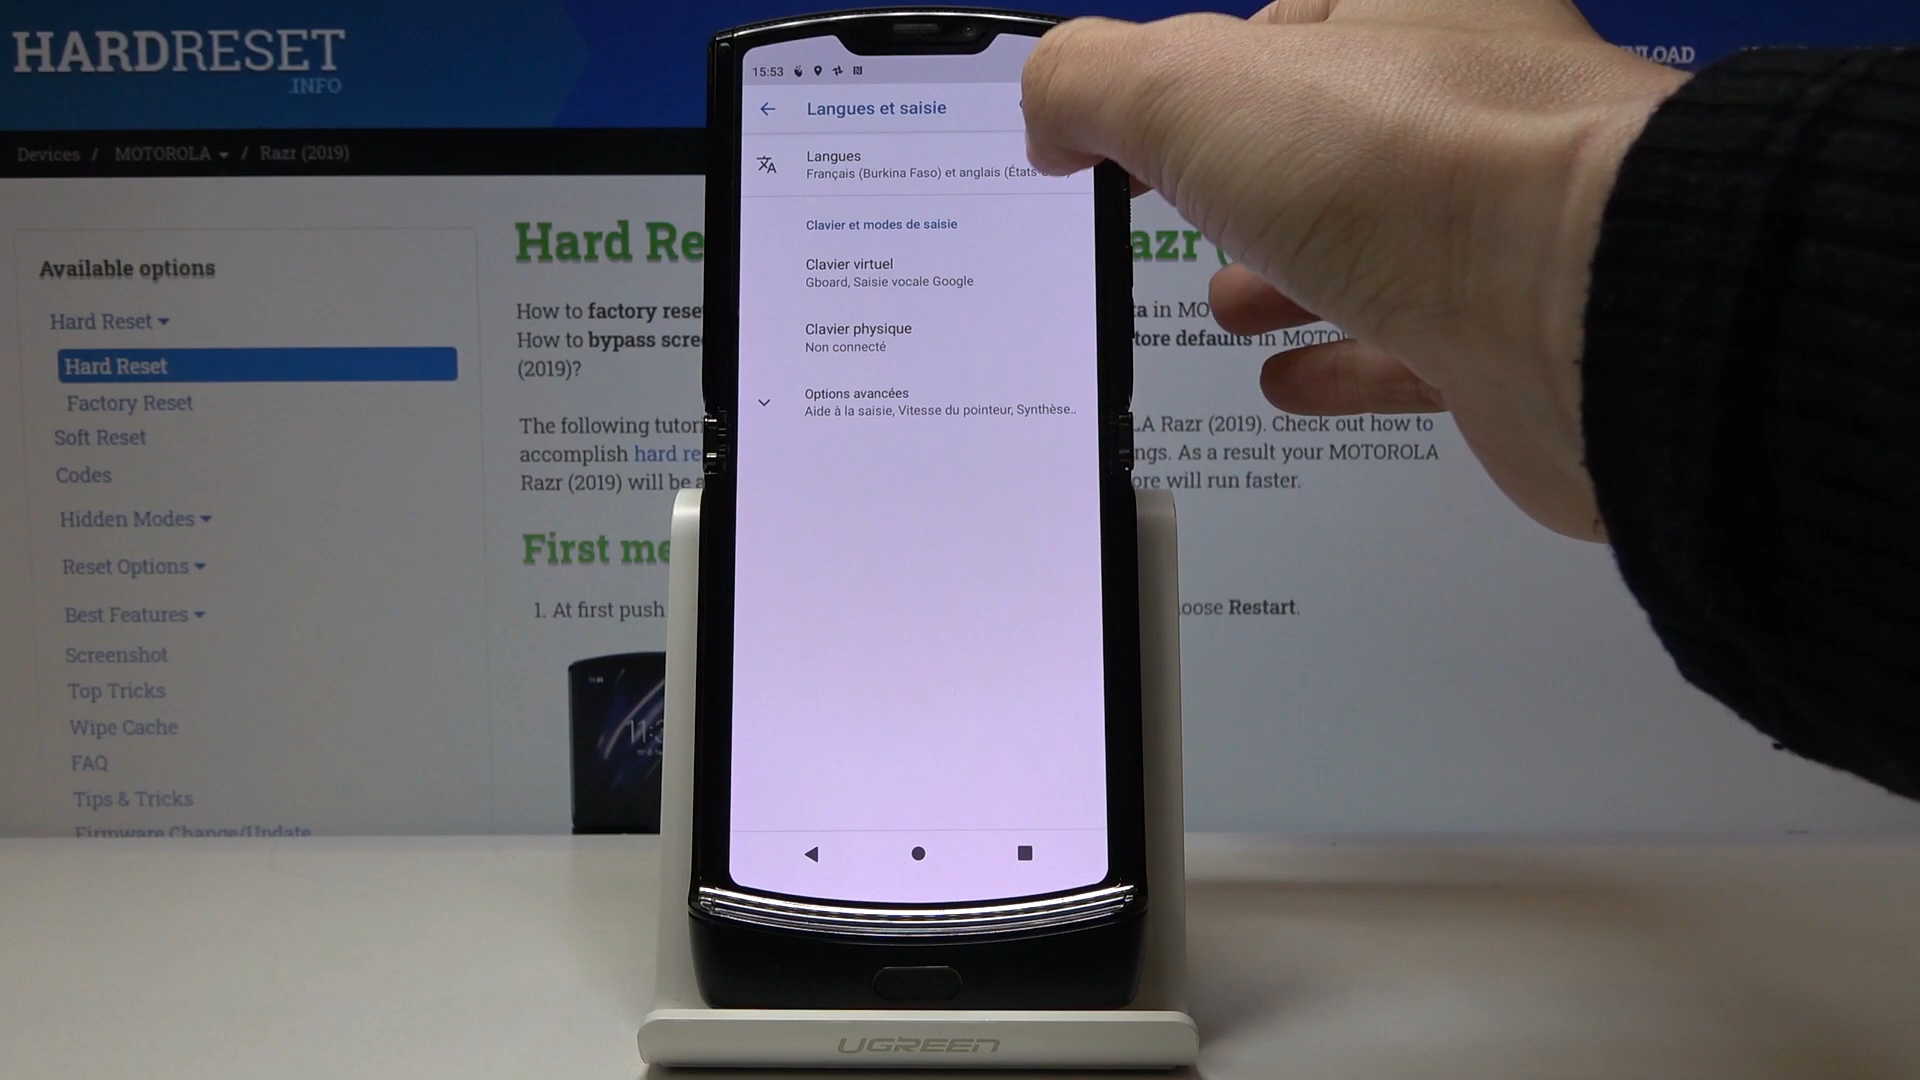 HARDRESET
.INFO
Devices / MOTOROLA / Razr (2019)
Available options
Hard Reset
Hard Reset
Factory Reset
Soft Reset
Codes
Hidden Modes
Reset Options
Best Features
Screenshot
Top Tricks
Wipe Cache
FAQ
Tips & Tricks
Firmware Change/Update
Hard Re
azr (
How to factory rese
ta in MO
How to bypass scre
tore defaults in MOTO
(2019)?
The following tutor
LA Razr (2019). Check out how to
accomplish hard re
ngs. As a result your MOTOROLA
Razr (2019) will be a
ore will run faster.
First me
1. At first push
oose Restart.
15:53
Langues et saisie
Langues
Français (Burkina Faso) et anglais (États-
Clavier et modes de saisie
Clavier virtuel
Gboard, Saisie vocale Google
Clavier physique
Non connecté
Options avancées
Aide à la saisie, Vitesse du pointeur, Synthèse..
UGREEN